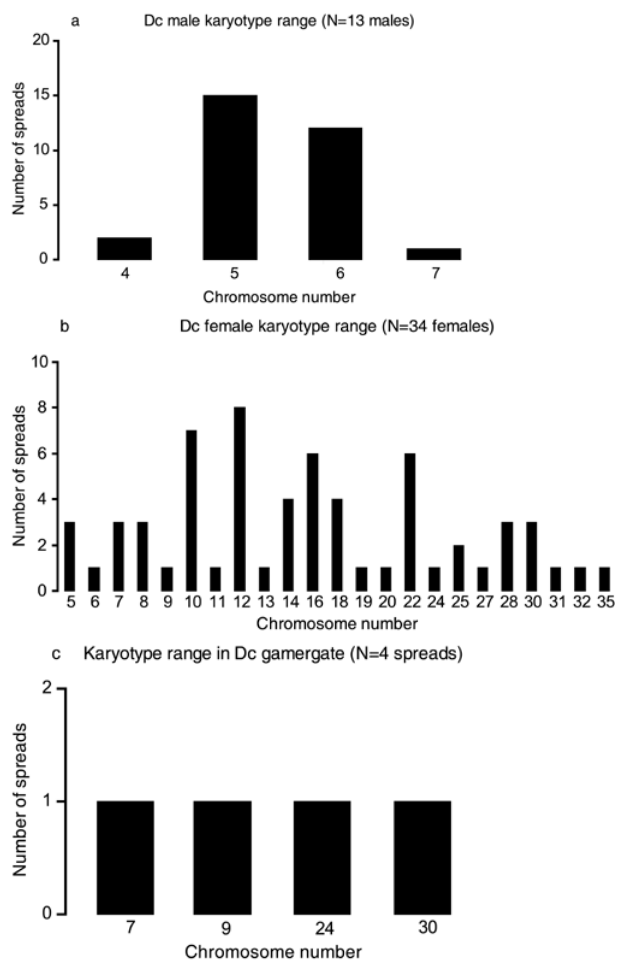 a Dc male karyotype range (N=13 males)
20
15
10
5
0
Number of spreads
4 5 6 7
Chromosome number
b Dc female karyotype range (N=34 females)
10
8
6
4
2
0
Number of spreads
5 6 7 8 9 10 11 12 13 14 16 18 19 20 22 24 25 27 28 30 31 32 35
Chromosome number
c Karyotype range in Dc gamergate (N=4 spreads)
2
1
0
Number of spreads
7 9 24 30
Chromosome number